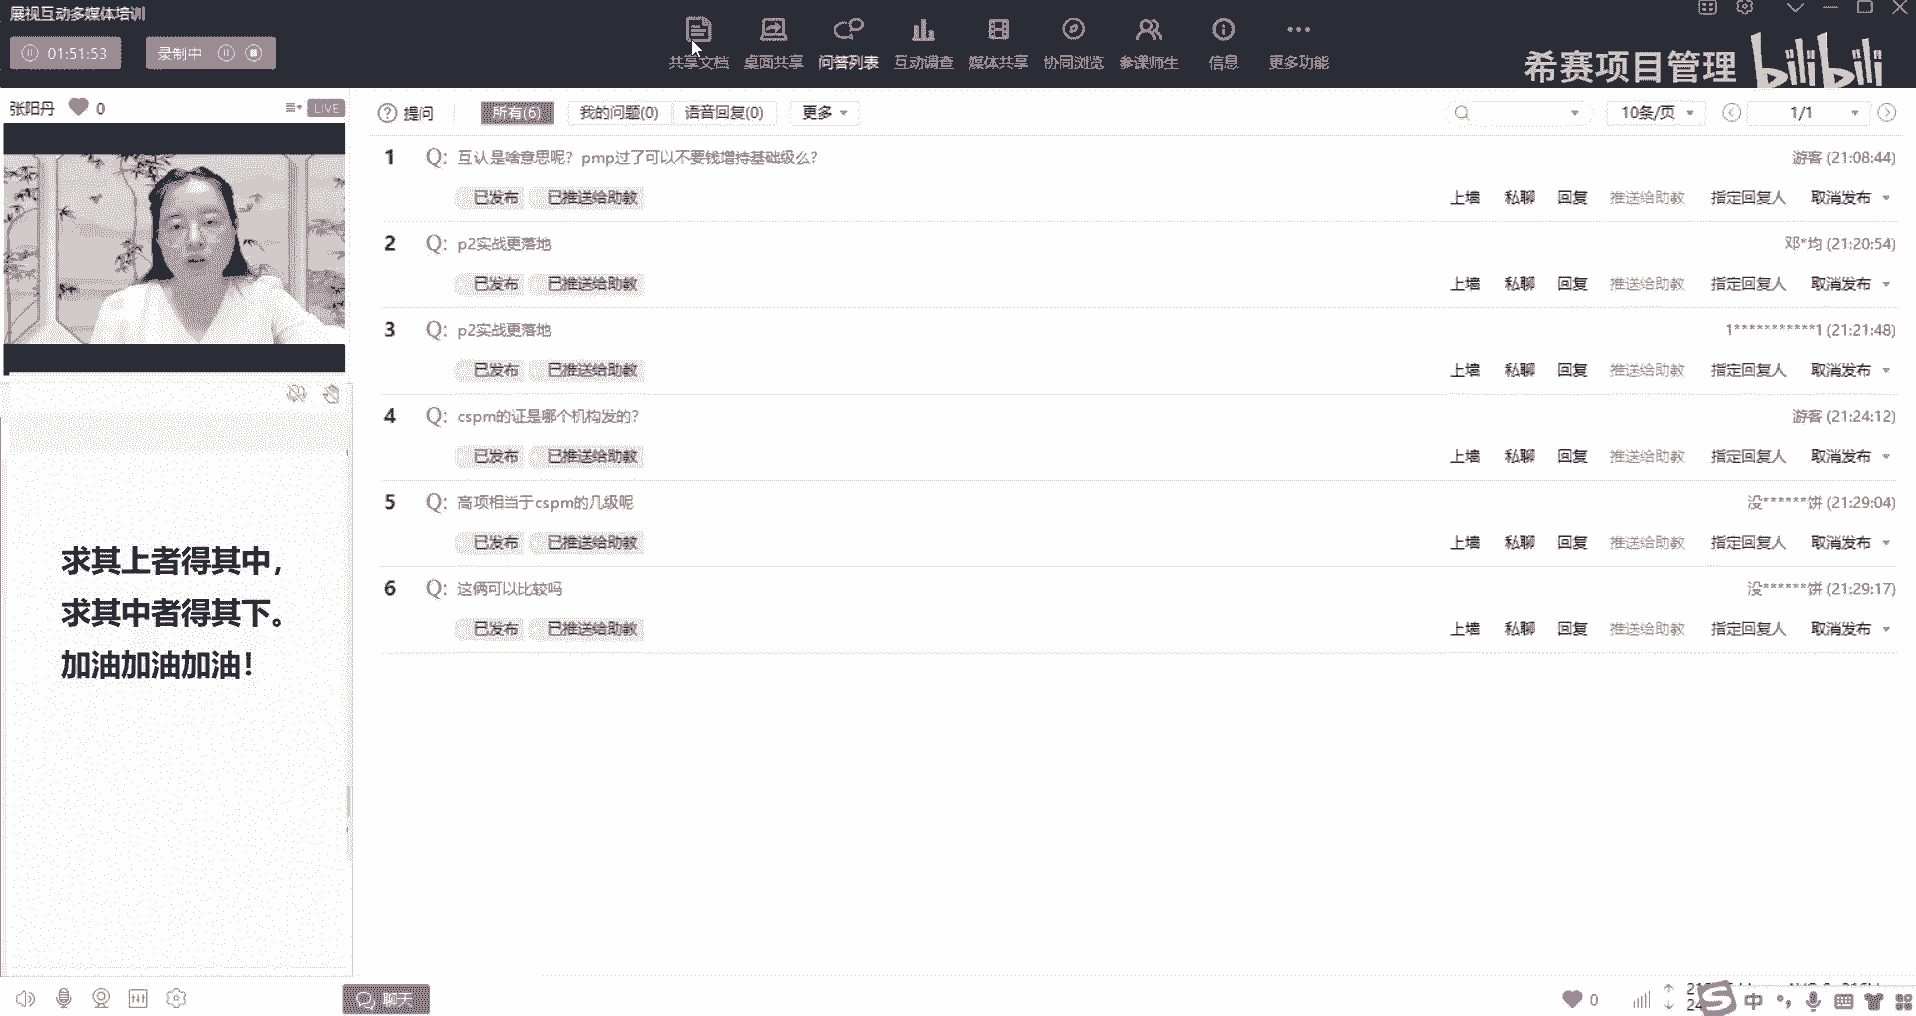 展视互动多媒体培训
01:51:53
录制中
共享文档 桌面共享 问答列表 互动调查 媒体共享 协同浏览 参课师生 信息 更多功能
希赛项目管理 bilibili
张阳丹 0 LIVE
提问 所有(6) 我的问题(0) 语音回复(0) 更多 10条/页 1/1
1 Q: 互认是啥意思呢？pmp过了可以不要钱增持基础级么? 游客 (21:08:44)
已发布 已推送给助教 上墙 私聊 回复 推送给助教 指定回复人 取消发布
2 Q: p2实战更落地 邓*均 (21:20:54)
已发布 已推送给助教 上墙 私聊 回复 推送给助教 指定回复人 取消发布
3 Q: p2实战更落地 1***********1 (21:21:48)
已发布 已推送给助教 上墙 私聊 回复 推送给助教 指定回复人 取消发布
4 Q: cspm的证是哪个机构发的? 游客 (21:24:12)
已发布 已推送给助教 上墙 私聊 回复 推送给助教 指定回复人 取消发布
5 Q: 高项相当于cspm的几级呢 没******饼 (21:29:04)
已发布 已推送给助教 上墙 私聊 回复 推送给助教 指定回复人 取消发布
6 Q: 这俩可以比较吗 没******饼 (21:29:17)
已发布 已推送给助教 上墙 私聊 回复 推送给助教 指定回复人 取消发布
求其上者得其中，
求其中者得其下。
加油加油加油！
聊天
0
中